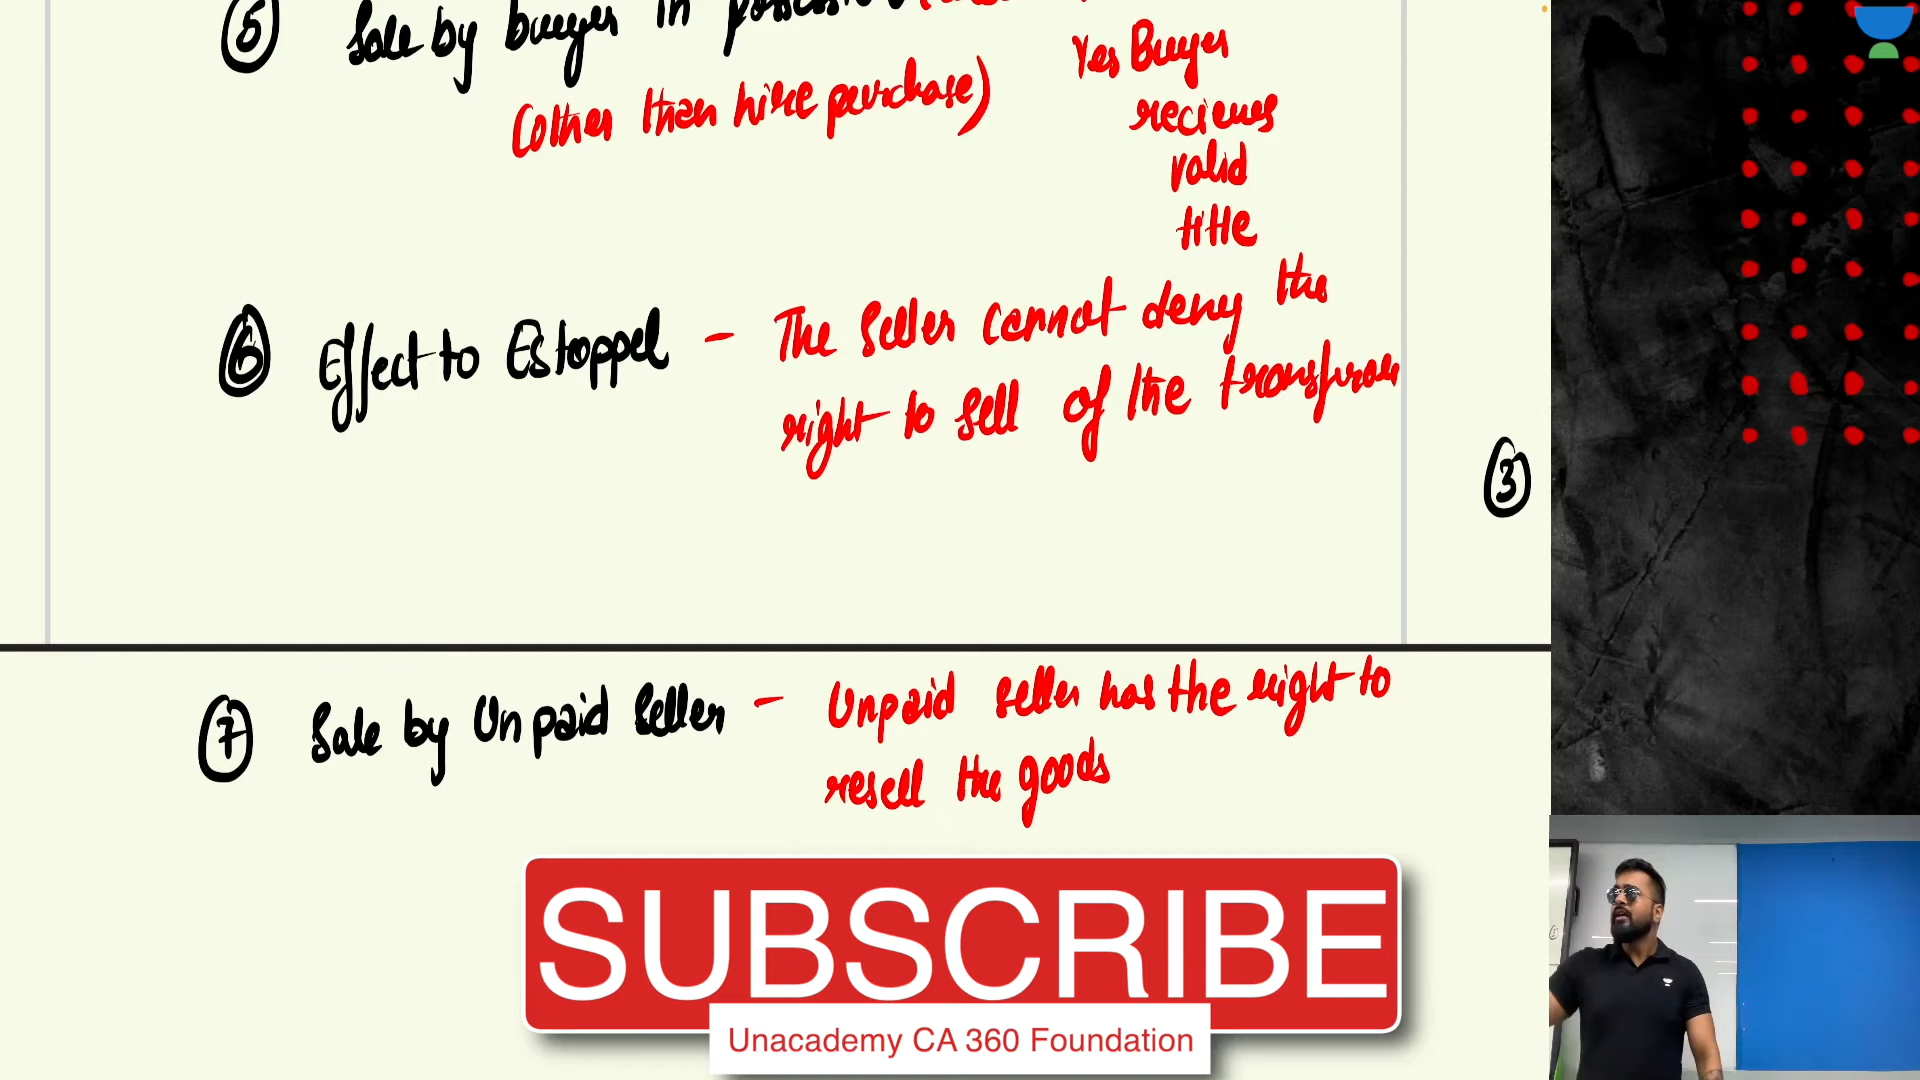 5 Sale by buyer in
(other than hire purchase)
Yes Buyer
recieves
valid
title
6 Effect to Estoppel - The Seller cannot deny the
right to sell of the
3
7 Sale by Unpaid Seller - Unpaid seller has the right to
resell the goods
SUBSCRIBE
Unacademy CA 360 Foundation